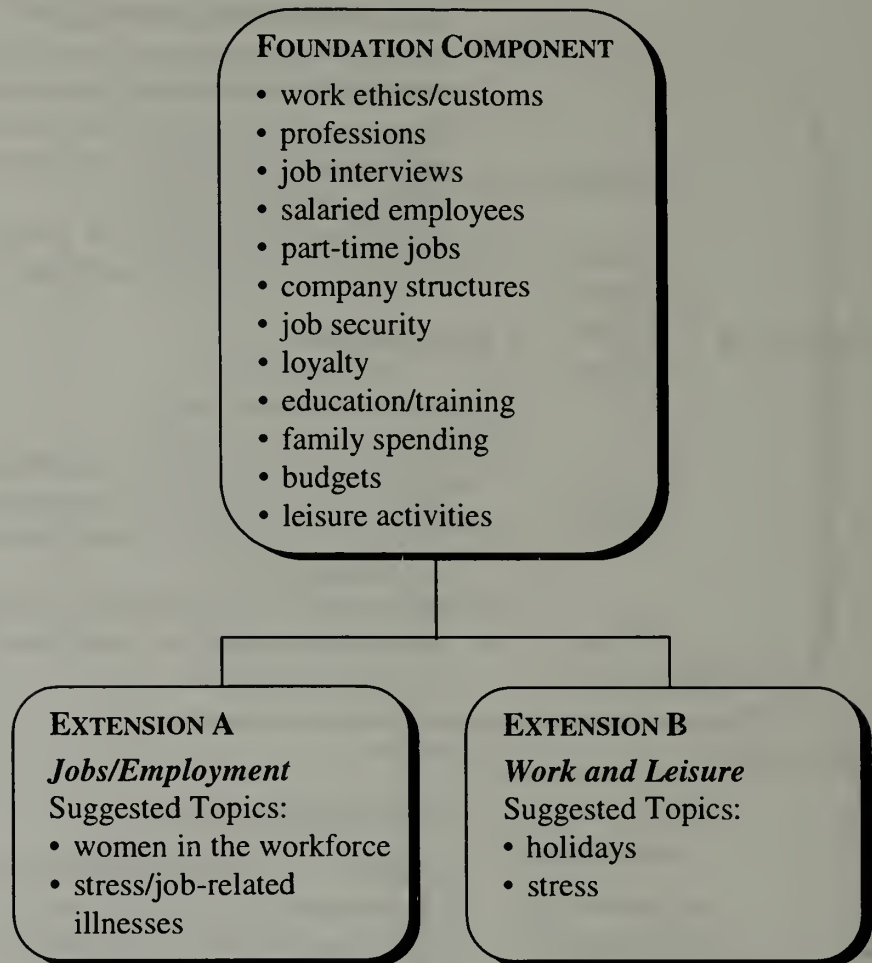 FOUNDATION COMPONENT
• work ethics/customs
• professions
• job interviews
• salaried employees
• part-time jobs
• company structures
• job security
• loyalty
• education/training
• family spending
• budgets
• leisure activities
EXTENSION A
Jobs/Employment
Suggested Topics:
• women in the workforce
• stress/job-related
illnesses
EXTENSION B
Work and Leisure
Suggested Topics:
• holidays
• stress